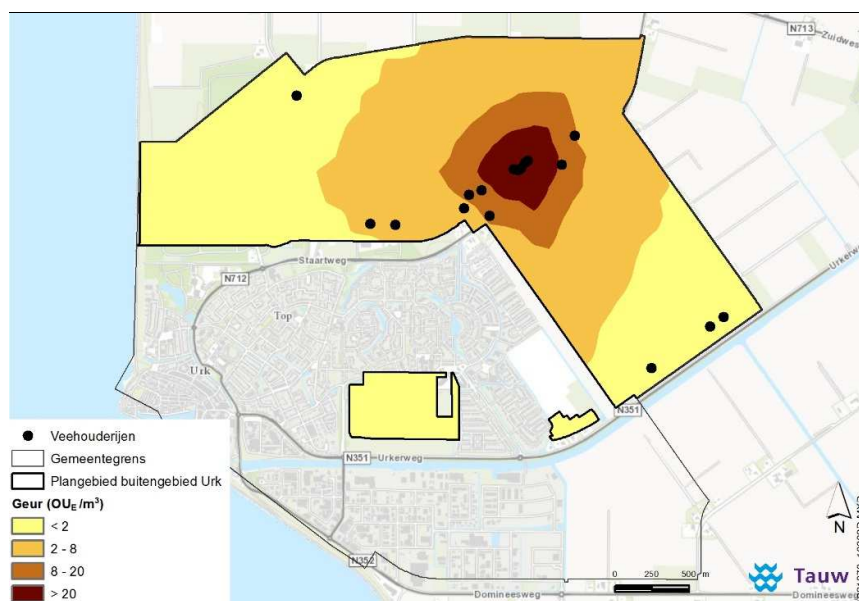 N713
Zuidwes
Staartweg
N712
Top
Urk
Urkerweg
N351
N351
Urkerweg
N352
Domineesweg
Veehouderijen
Gemeentegrens
Plangebied buitengebied Urk
Geur (OUE/m³)
< 2
2 - 8
8 - 20
> 20
N
0 250 500 m
Tauw